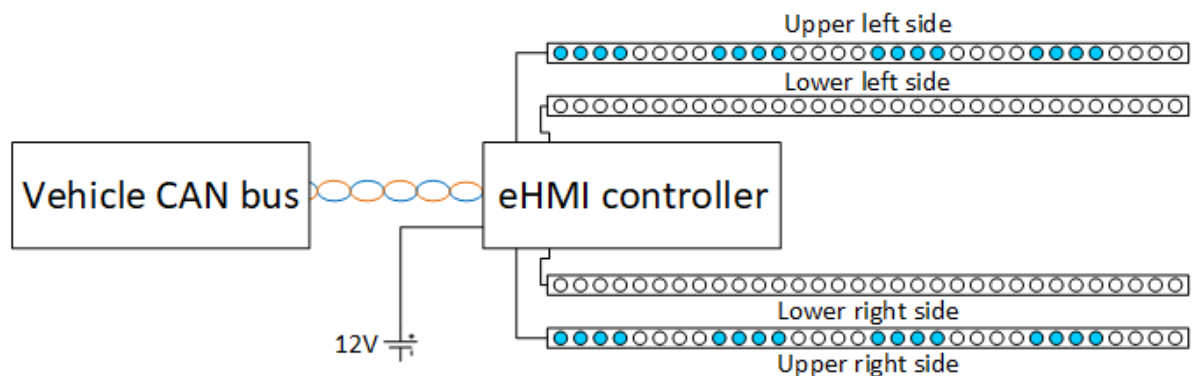 Upper left side
Lower left side
Vehicle CAN bus
eHMI controller
12V
Lower right side
Upper right side